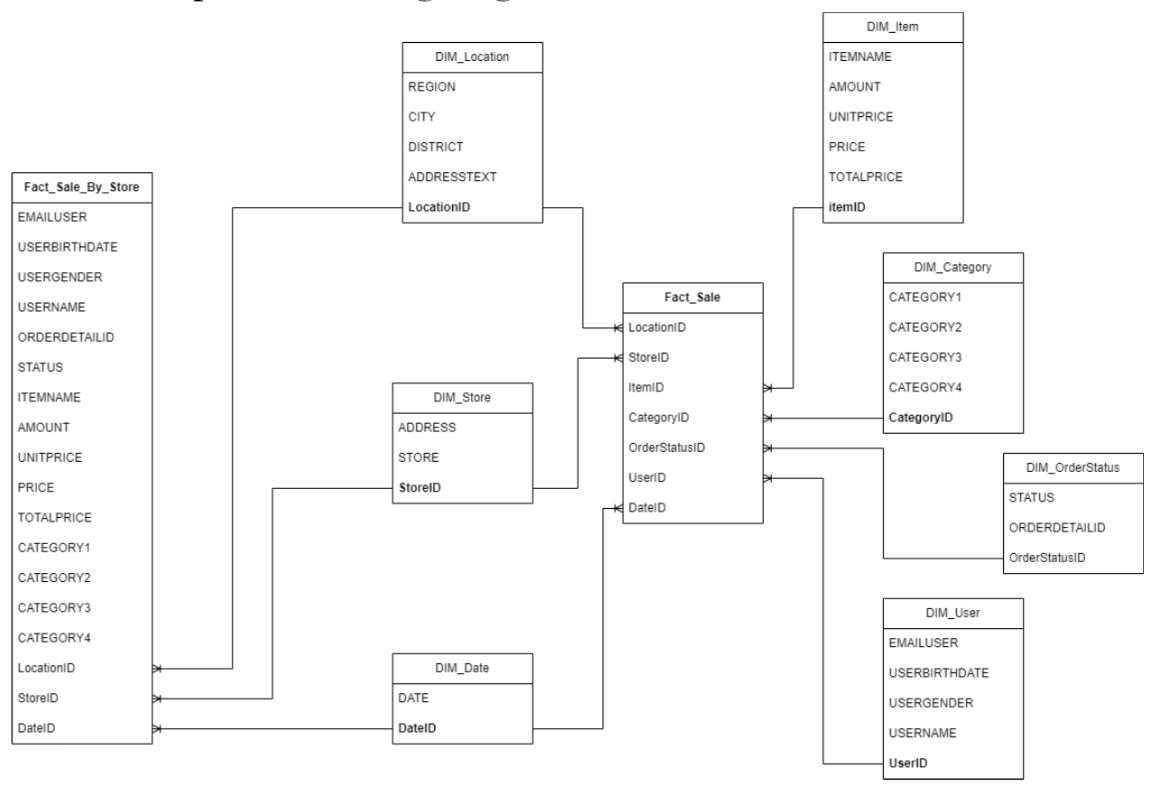 DIM_Item
ITEMNAME
AMOUNT
UNITPRICE
PRICE
TOTALPRICE
itemID
DIM_Location
REGION
CITY
DISTRICT
ADDRESSTEXT
LocationID
Fact_Sale_By_Store
EMAILUSER
USERBIRTHDATE
USERGENDER
USERNAME
ORDERDETAILID
STATUS
ITEMNAME
AMOUNT
UNITPRICE
PRICE
TOTALPRICE
CATEGORY1
CATEGORY2
CATEGORY3
CATEGORY4
LocationID
StoreID
DateID
DIM_Category
CATEGORY1
CATEGORY2
CATEGORY3
CATEGORY4
CategoryID
Fact_Sale
LocationID
StoreID
ItemID
CategoryID
OrderStatusID
UserID
DateID
DIM_Store
ADDRESS
STORE
StoreID
DIM_OrderStatus
STATUS
ORDERDETAILID
OrderStatusID
DIM_User
EMAILUSER
USERBIRTHDATE
USERGENDER
USERNAME
UserID
DIM_Date
DATE
DateID